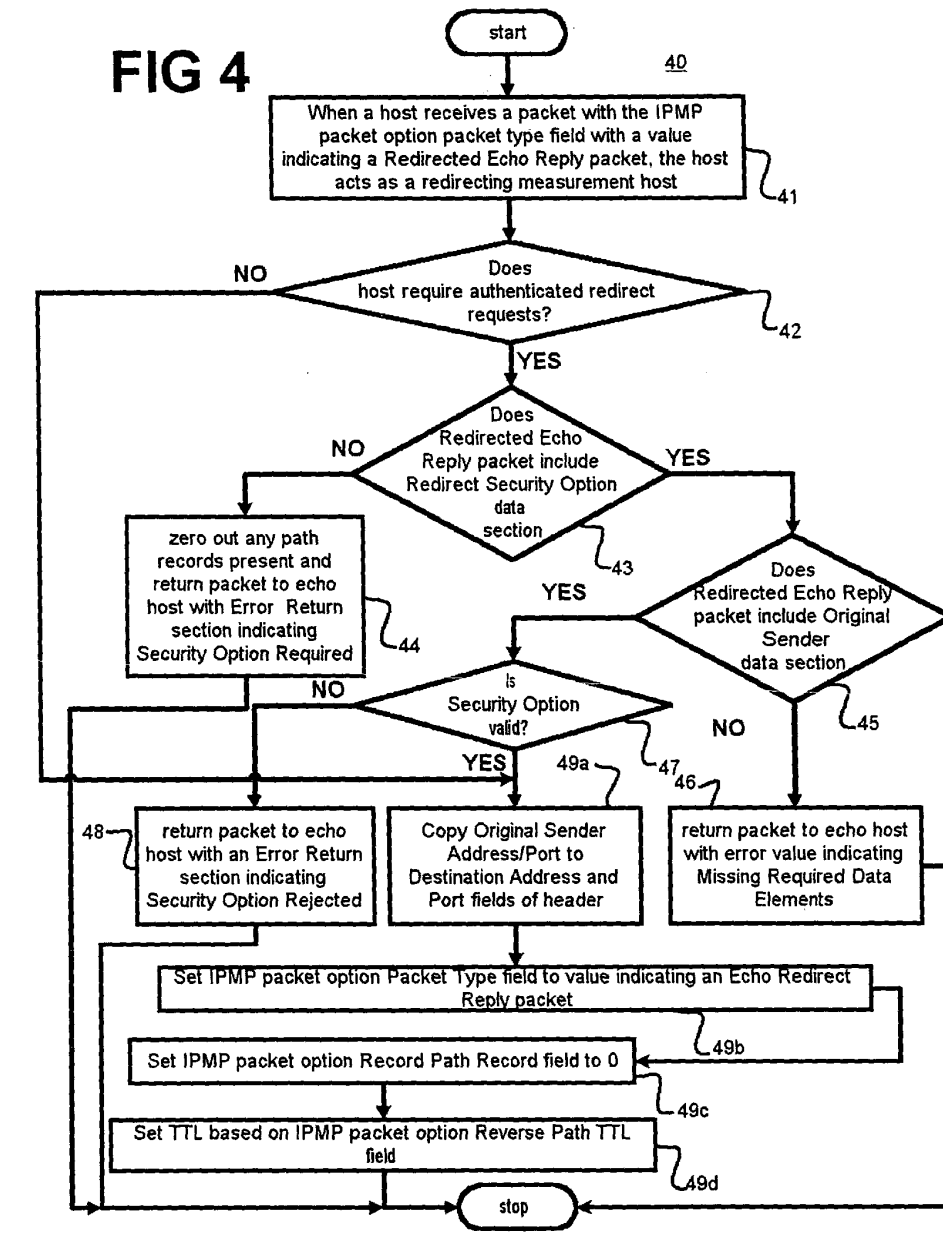 start
FIG 4
40
When a host receives a packet with the IPMP
packet option packet type field with a value
indicating a Redirected Echo Reply packet, the host
acts as a redirecting measurement host
41
NO
Does
host require authenticated redirect
requests?
42
YES
Does
Redirected Echo
Reply packet include
Redirect Security Option
data
section
NO
YES
43
zero out any path
records present and
return packet to echo
host with Error Return
section indicating
Security Option Required
44
YES
Does
Redirected Echo Reply
packet include Original
Sender
data section
45
NO
Is
Security Option
valid?
47
NO
YES
49a
46
48
return packet to echo
host with an Error Return
section indicating
Security Option Rejected
Copy Original Sender
Address/Port to
Destination Address and
Port fields of header
return packet to echo host
with error value indicating
Missing Required Data
Elements
Set IPMP packet option Packet Type field to value indicating an Echo Redirect
Reply packet
49b
Set IPMP packet option Record Path Record field to 0
49c
Set TTL based on IPMP packet option Reverse Path TTL
field
49d
stop